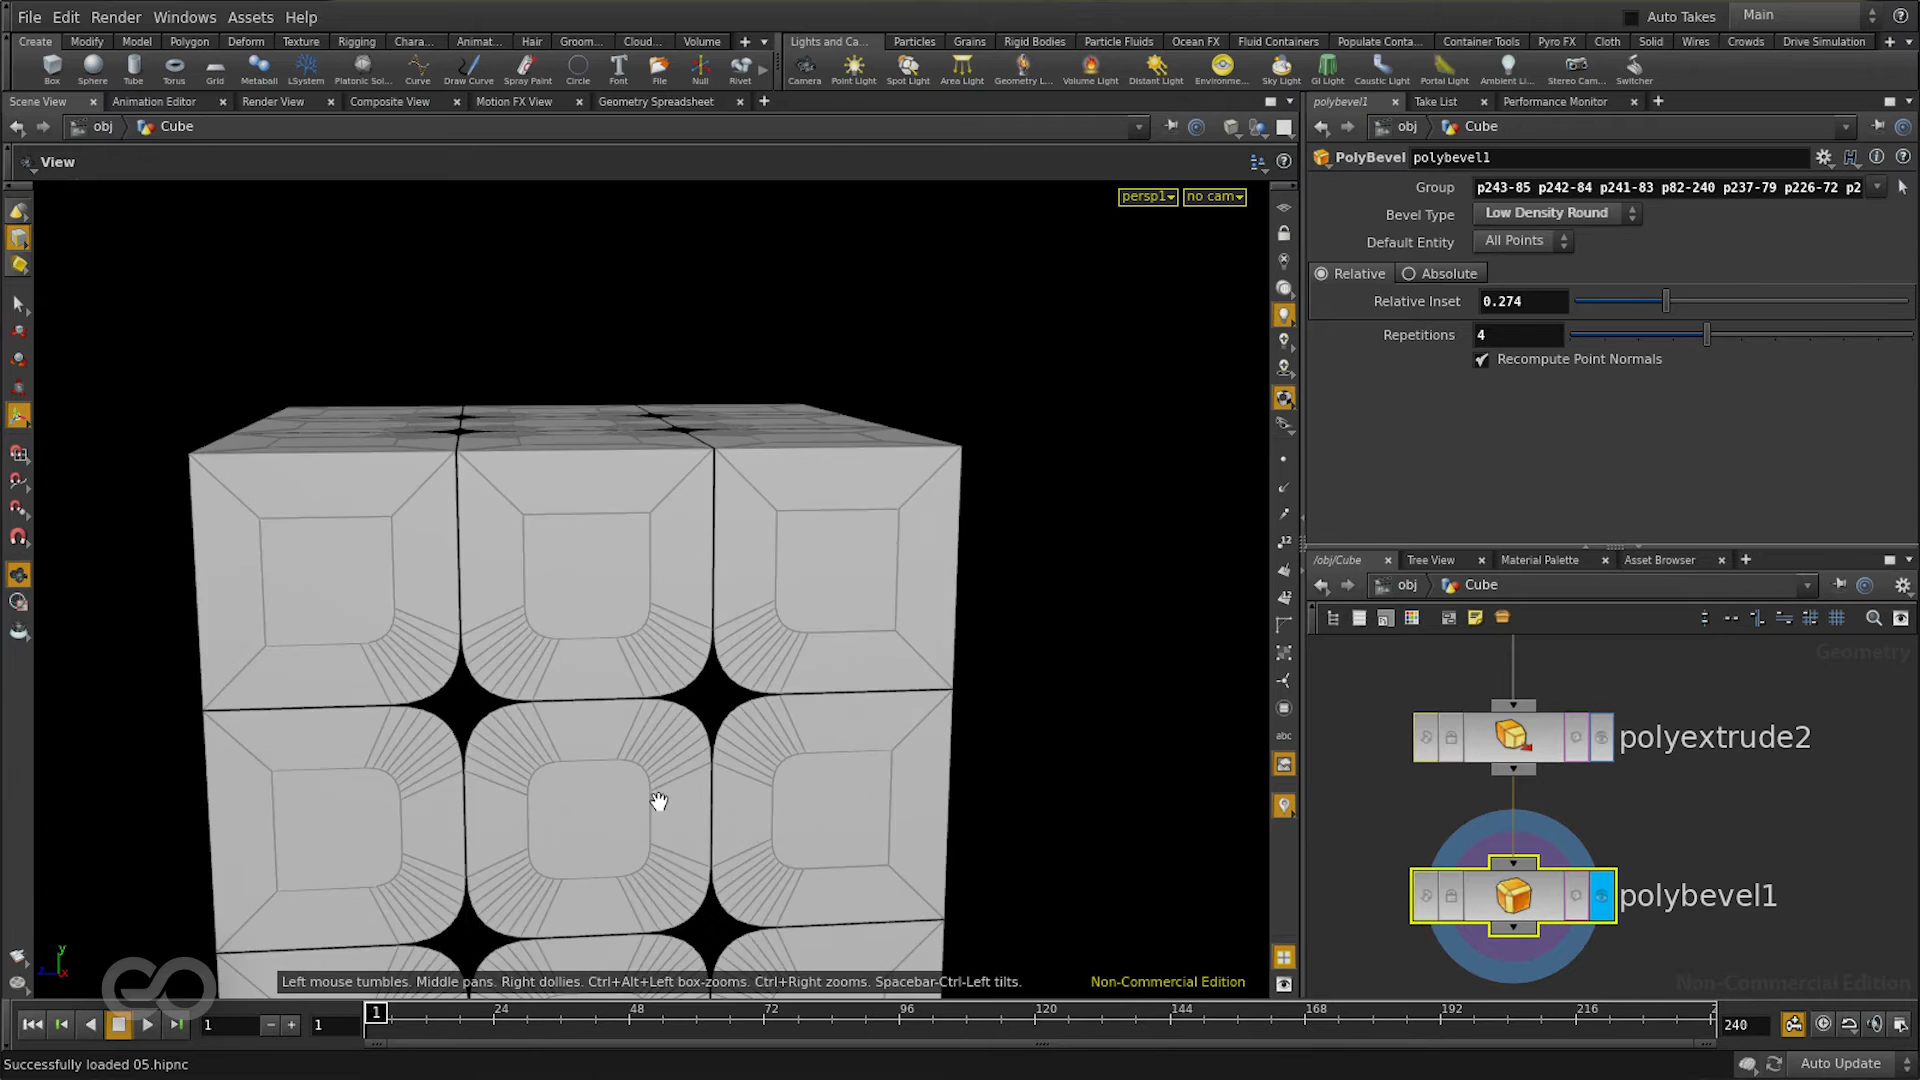 File Edit Render Windows Assets Help
Auto Takes Main
Create Modify Model Polygon Deform Texture Rigging Chara... Animat... Hair Groom... Cloud... Volume
Lights and Ca... Particles Grains Rigid Bodies Particle Fluids Ocean FX Fluid Containers Populate Conta... Container Tools Pyro FX Cloth Solid Wires Crowds Drive Simulation
Box Sphere Tube Torus Grid Metaball LSystem Platonic Sol... Curve Draw Curve Spray Paint Circle Font File Null Rivet
Camera Point Light Spot Light Area Light Geometry L... Volume Light Distant Light Environme... Sky Light GI Light Caustic Light Portal Light Ambient Li... Stereo Cam... Switcher
Scene View Animation Editor Render View Composite View Motion FX View Geometry Spreadsheet
polybevel1 Take List Performance Monitor
obj Cube
obj Cube
View
persp1 no cam
PolyBevel polybevel1
Group p243-85 p242-84 p241-83 p82-240 p237-79 p226-72 p2
Bevel Type Low Density Round
Default Entity All Points
Relative Absolute
Relative Inset 0.274
Repetitions 4
Recompute Point Normals
12
12
abc
/obj/Cube Tree View Material Palette Asset Browser
obj Cube
Geometry
polyextrude2
polybevel1
Non-Commercial Edition
y
z x
Left mouse tumbles. Middle pans. Right dollies. Ctrl+Alt+Left box-zooms. Ctrl+Right zooms. Spacebar-Ctrl-Left tilts.
Non-Commercial Edition
1 1 1 24 48 72 96 120 144 168 192 216 2 240
Successfully loaded 05.hipnc
Auto Update